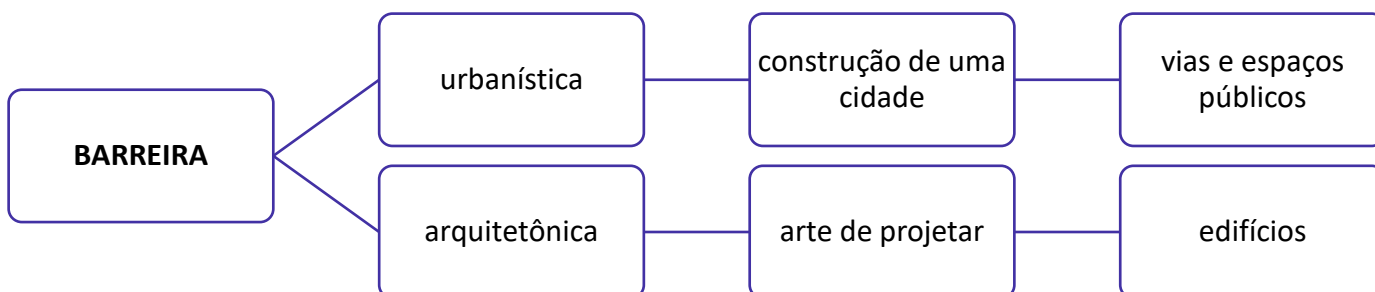 BARREIRA
urbanística
construção de uma
cidade
vias e espaços
públicos
arquitetônica
arte de projetar
edifícios